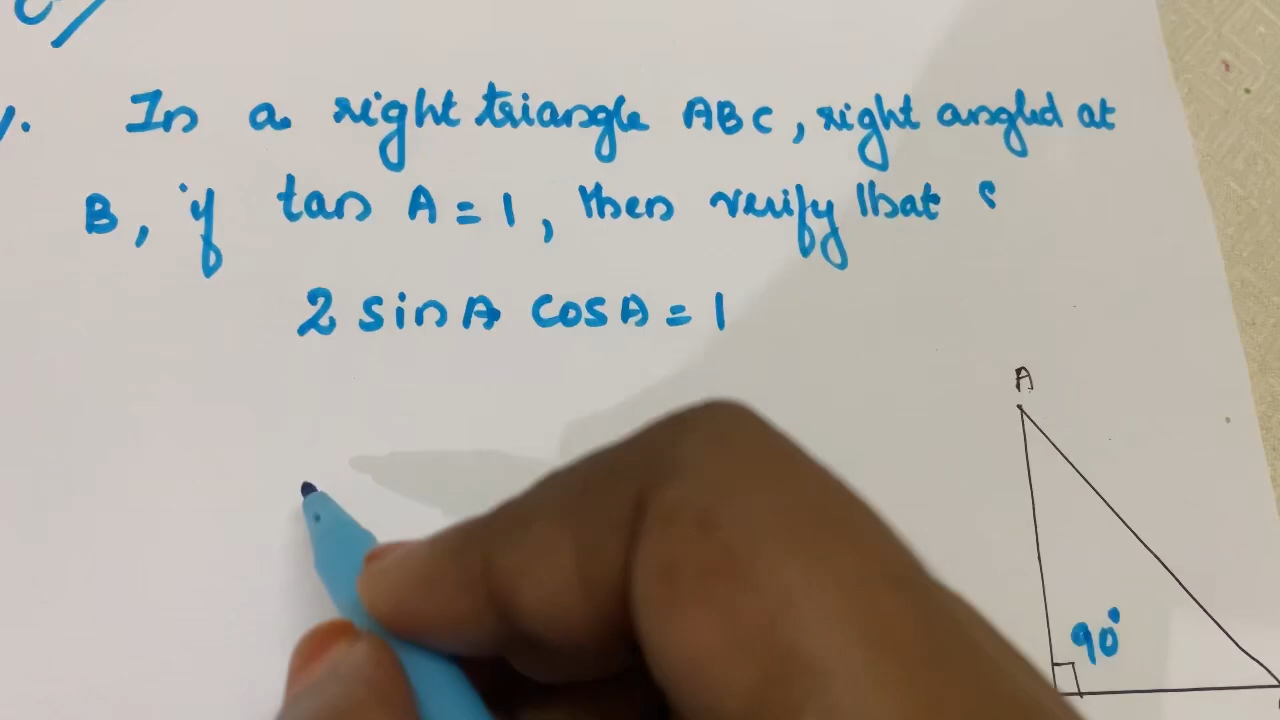 In a right triangle ABC, right angled at
B, if tan A = 1, then verify that
2 sin A cos A = 1
A
90°